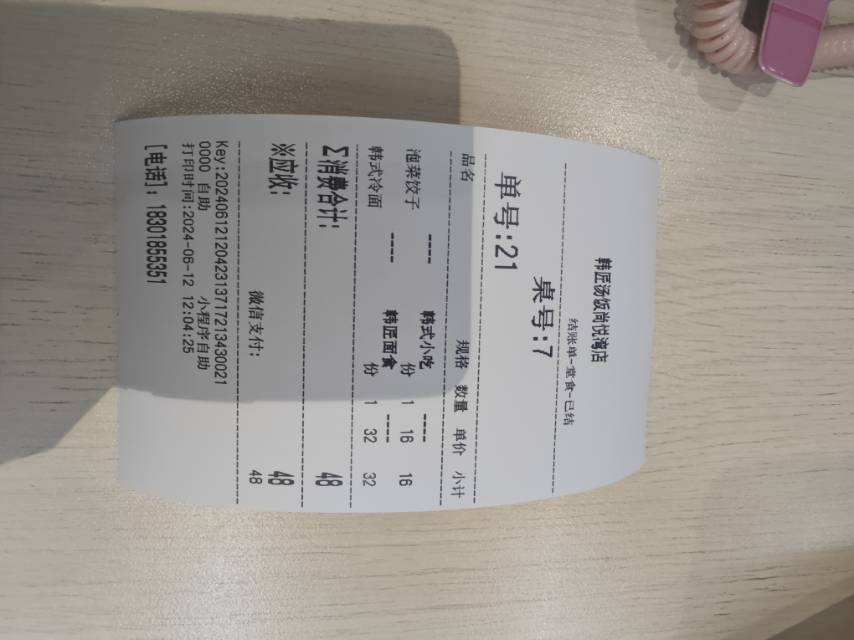 韩匠汤饭尚悦湾店
结账单-堂食-已结
桌号:7
单号:21
品名 规格 数量 单价 小计
---- 韩式小吃 ----
泡菜饺子 份 1 16 16
---- 韩匠面食 ----
韩式冷面 份 1 32 32
Σ消费合计: 48
※应收: 48
微信支付: 48
Key:20240612120423137172134300​21
0000 自助 小程序自助
打印时间:2024-06-12 12:04:25
[电话]: 18301855351